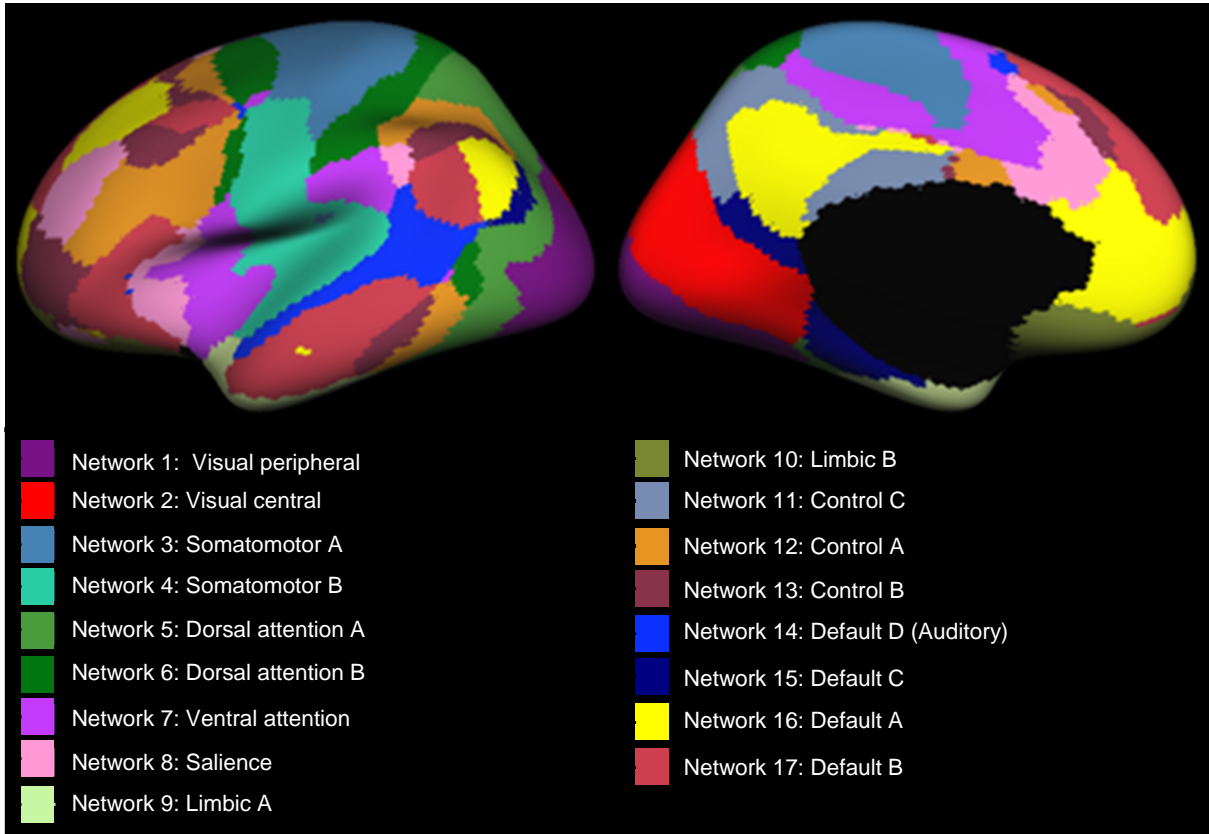 Network 1:  Visual peripheral
Network 2: Visual central
Network 3: Somatomotor A
Network 4: Somatomotor B
Network 5: Dorsal attention A
Network 6: Dorsal attention B
Network 7: Ventral attention
Network 8: Salience
Network 9: Limbic A
Network 10: Limbic B
Network 11: Control C
Network 12: Control A
Network 13: Control B
Network 14: Default D (Auditory)
Network 15: Default C
Network 16: Default A
Network 17: Default B